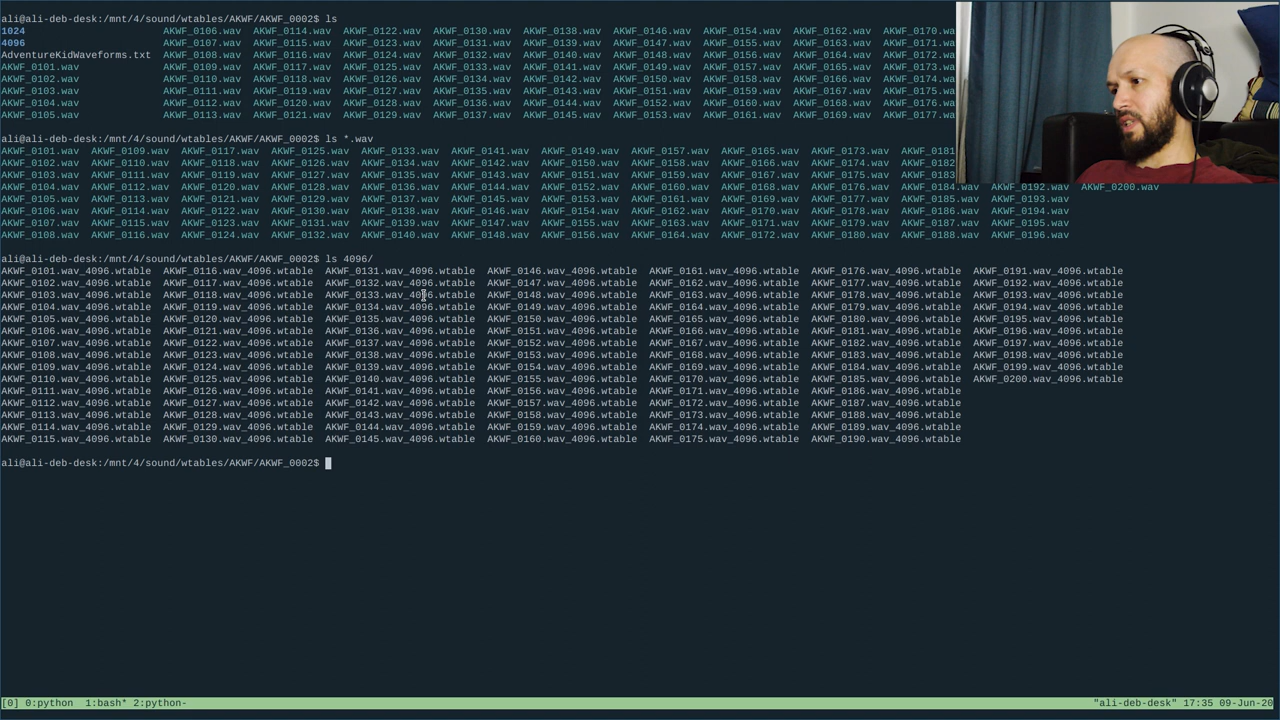 ali@ali-deb-desk:/mnt/4/sound/wtables/AKWF/AKWF_0002$ ls
1024 AKWF_0106.wav AKWF_0114.wav AKWF_0122.wav AKWF_0130.wav AKWF_0138.wav AKWF_0146.wav AKWF_0154.wav AKWF_0162.wav AKWF_0170.wa
4096 AKWF_0107.wav AKWF_0115.wav AKWF_0123.wav AKWF_0131.wav AKWF_0139.wav AKWF_0147.wav AKWF_0155.wav AKWF_0163.wav AKWF_0171.wa
AdventureKidWaveforms.txt AKWF_0108.wav AKWF_0116.wav AKWF_0124.wav AKWF_0132.wav AKWF_0140.wav AKWF_0148.wav AKWF_0156.wav AKWF_0164.wav AKWF_0172.wa
AKWF_0101.wav AKWF_0109.wav AKWF_0117.wav AKWF_0125.wav AKWF_0133.wav AKWF_0141.wav AKWF_0149.wav AKWF_0157.wav AKWF_0165.wav AKWF_0173.wa
AKWF_0102.wav AKWF_0110.wav AKWF_0118.wav AKWF_0126.wav AKWF_0134.wav AKWF_0142.wav AKWF_0150.wav AKWF_0158.wav AKWF_0166.wav AKWF_0174.wa
AKWF_0103.wav AKWF_0111.wav AKWF_0119.wav AKWF_0127.wav AKWF_0135.wav AKWF_0143.wav AKWF_0151.wav AKWF_0159.wav AKWF_0167.wav AKWF_0175.wa
AKWF_0104.wav AKWF_0112.wav AKWF_0120.wav AKWF_0128.wav AKWF_0136.wav AKWF_0144.wav AKWF_0152.wav AKWF_0160.wav AKWF_0168.wav AKWF_0176.wa
AKWF_0105.wav AKWF_0113.wav AKWF_0121.wav AKWF_0129.wav AKWF_0137.wav AKWF_0145.wav AKWF_0153.wav AKWF_0161.wav AKWF_0169.wav AKWF_0177.wa
ali@ali-deb-desk:/mnt/4/sound/wtables/AKWF/AKWF_0002$ ls *.wav
AKWF_0101.wav AKWF_0109.wav AKWF_0117.wav AKWF_0125.wav AKWF_0133.wav AKWF_0141.wav AKWF_0149.wav AKWF_0157.wav AKWF_0165.wav AKWF_0173.wav AKWF_0181
AKWF_0102.wav AKWF_0110.wav AKWF_0118.wav AKWF_0126.wav AKWF_0134.wav AKWF_0142.wav AKWF_0150.wav AKWF_0158.wav AKWF_0166.wav AKWF_0174.wav AKWF_0182
AKWF_0103.wav AKWF_0111.wav AKWF_0119.wav AKWF_0127.wav AKWF_0135.wav AKWF_0143.wav AKWF_0151.wav AKWF_0159.wav AKWF_0167.wav AKWF_0175.wav AKWF_0183
AKWF_0104.wav AKWF_0112.wav AKWF_0120.wav AKWF_0128.wav AKWF_0136.wav AKWF_0144.wav AKWF_0152.wav AKWF_0160.wav AKWF_0168.wav AKWF_0176.wav AKWF_0184.wav AKWF_0192.wav AKWF_0200.wav
AKWF_0105.wav AKWF_0113.wav AKWF_0121.wav AKWF_0129.wav AKWF_0137.wav AKWF_0145.wav AKWF_0153.wav AKWF_0161.wav AKWF_0169.wav AKWF_0177.wav AKWF_0185.wav AKWF_0193.wav
AKWF_0106.wav AKWF_0114.wav AKWF_0122.wav AKWF_0130.wav AKWF_0138.wav AKWF_0146.wav AKWF_0154.wav AKWF_0162.wav AKWF_0170.wav AKWF_0178.wav AKWF_0186.wav AKWF_0194.wav
AKWF_0107.wav AKWF_0115.wav AKWF_0123.wav AKWF_0131.wav AKWF_0139.wav AKWF_0147.wav AKWF_0155.wav AKWF_0163.wav AKWF_0171.wav AKWF_0179.wav AKWF_0187.wav AKWF_0195.wav
AKWF_0108.wav AKWF_0116.wav AKWF_0124.wav AKWF_0132.wav AKWF_0140.wav AKWF_0148.wav AKWF_0156.wav AKWF_0164.wav AKWF_0172.wav AKWF_0180.wav AKWF_0188.wav AKWF_0196.wav
ali@ali-deb-desk:/mnt/4/sound/wtables/AKWF/AKWF_0002$ ls 4096/
AKWF_0101.wav_4096.wtable AKWF_0116.wav_4096.wtable AKWF_0131.wav_4096.wtable AKWF_0146.wav_4096.wtable AKWF_0161.wav_4096.wtable AKWF_0176.wav_4096.wtable AKWF_0191.wav_4096.wtable
AKWF_0102.wav_4096.wtable AKWF_0117.wav_4096.wtable AKWF_0132.wav_4096.wtable AKWF_0147.wav_4096.wtable AKWF_0162.wav_4096.wtable AKWF_0177.wav_4096.wtable AKWF_0192.wav_4096.wtable
AKWF_0103.wav_4096.wtable AKWF_0118.wav_4096.wtable AKWF_0133.wav_4096.wtable AKWF_0148.wav_4096.wtable AKWF_0163.wav_4096.wtable AKWF_0178.wav_4096.wtable AKWF_0193.wav_4096.wtable
AKWF_0104.wav_4096.wtable AKWF_0119.wav_4096.wtable AKWF_0134.wav_4096.wtable AKWF_0149.wav_4096.wtable AKWF_0164.wav_4096.wtable AKWF_0179.wav_4096.wtable AKWF_0194.wav_4096.wtable
AKWF_0105.wav_4096.wtable AKWF_0120.wav_4096.wtable AKWF_0135.wav_4096.wtable AKWF_0150.wav_4096.wtable AKWF_0165.wav_4096.wtable AKWF_0180.wav_4096.wtable AKWF_0195.wav_4096.wtable
AKWF_0106.wav_4096.wtable AKWF_0121.wav_4096.wtable AKWF_0136.wav_4096.wtable AKWF_0151.wav_4096.wtable AKWF_0166.wav_4096.wtable AKWF_0181.wav_4096.wtable AKWF_0196.wav_4096.wtable
AKWF_0107.wav_4096.wtable AKWF_0122.wav_4096.wtable AKWF_0137.wav_4096.wtable AKWF_0152.wav_4096.wtable AKWF_0167.wav_4096.wtable AKWF_0182.wav_4096.wtable AKWF_0197.wav_4096.wtable
AKWF_0108.wav_4096.wtable AKWF_0123.wav_4096.wtable AKWF_0138.wav_4096.wtable AKWF_0153.wav_4096.wtable AKWF_0168.wav_4096.wtable AKWF_0183.wav_4096.wtable AKWF_0198.wav_4096.wtable
AKWF_0109.wav_4096.wtable AKWF_0124.wav_4096.wtable AKWF_0139.wav_4096.wtable AKWF_0154.wav_4096.wtable AKWF_0169.wav_4096.wtable AKWF_0184.wav_4096.wtable AKWF_0199.wav_4096.wtable
AKWF_0110.wav_4096.wtable AKWF_0125.wav_4096.wtable AKWF_0140.wav_4096.wtable AKWF_0155.wav_4096.wtable AKWF_0170.wav_4096.wtable AKWF_0185.wav_4096.wtable AKWF_0200.wav_4096.wtable
AKWF_0111.wav_4096.wtable AKWF_0126.wav_4096.wtable AKWF_0141.wav_4096.wtable AKWF_0156.wav_4096.wtable AKWF_0171.wav_4096.wtable AKWF_0186.wav_4096.wtable
AKWF_0112.wav_4096.wtable AKWF_0127.wav_4096.wtable AKWF_0142.wav_4096.wtable AKWF_0157.wav_4096.wtable AKWF_0172.wav_4096.wtable AKWF_0187.wav_4096.wtable
AKWF_0113.wav_4096.wtable AKWF_0128.wav_4096.wtable AKWF_0143.wav_4096.wtable AKWF_0158.wav_4096.wtable AKWF_0173.wav_4096.wtable AKWF_0188.wav_4096.wtable
AKWF_0114.wav_4096.wtable AKWF_0129.wav_4096.wtable AKWF_0144.wav_4096.wtable AKWF_0159.wav_4096.wtable AKWF_0174.wav_4096.wtable AKWF_0189.wav_4096.wtable
AKWF_0115.wav_4096.wtable AKWF_0130.wav_4096.wtable AKWF_0145.wav_4096.wtable AKWF_0160.wav_4096.wtable AKWF_0175.wav_4096.wtable AKWF_0190.wav_4096.wtable
ali@ali-deb-desk:/mnt/4/sound/wtables/AKWF/AKWF_0002$
[0] 0:python 1:bash* 2:python- "ali-deb-desk" 17:35 09-Jun-20